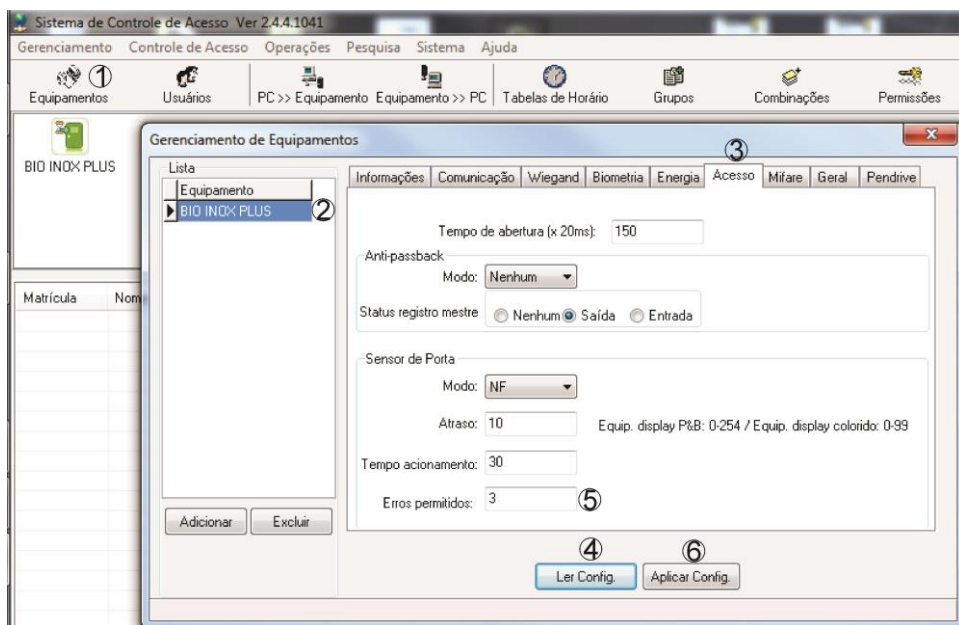 Sistema de Controle de Acesso Ver 2.4.4.1041
Gerenciamento Controle de Acesso Operações Pesquisa Sistema Ajuda
①
Equipamentos Usuários PC >> Equipamento Equipamento >> PC Tabelas de Horário Grupos Combinações Permissões
BIO INOX PLUS
Matrícula Nom
Gerenciamento de Equipamentos
Lista
Equipamento
BIO INOX PLUS ②
Adicionar Excluir
③
Informações Comunicação Wiegand Biometria Energia Acesso Mifare Geral Pendrive
Tempo de abertura (x 20ms): 150
Anti-passback
Modo: Nenhum
Status registro mestre Nenhum Saída Entrada
Sensor de Porta
Modo: NF
Atraso: 10 Equip. display P&B: 0-254 / Equip. display colorido: 0-99
Tempo acionamento: 30
Erros permitidos: 3 ⑤
④ ⑥
Ler Config. Aplicar Config.